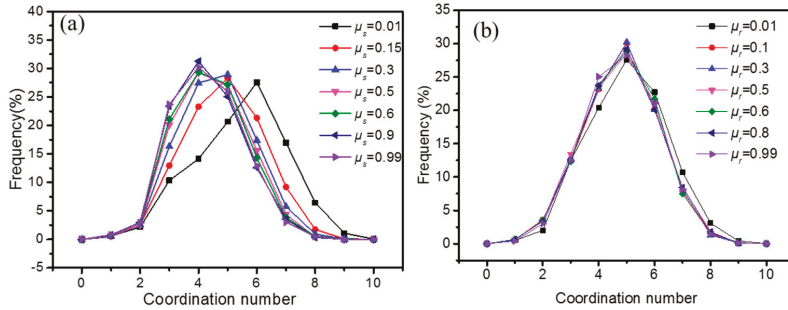 (a)
μs=0.01
μs=0.15
μs=0.3
μs=0.5
μs=0.6
μs=0.9
μs=0.99
40
35
30
25
20
15
10
5
0
-5
Frequency(%)
0 2 4 6 8 10
Coordination number
(b)
μr=0.01
μr=0.1
μr=0.3
μr=0.5
μr=0.6
μr=0.8
μr=0.99
35
30
25
20
15
10
5
0
Frequency(%)
0 2 4 6 8 10
Coordination number